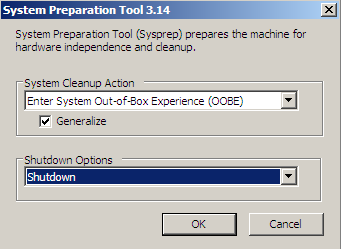 System Preparation Tool 3.14
System Preparation Tool (Sysprep) prepares the machine for
hardware independence and cleanup.
System Cleanup Action
Enter System Out-of-Box Experience (OOBE)
Generalize
Shutdown Options
Shutdown
OK
Cancel